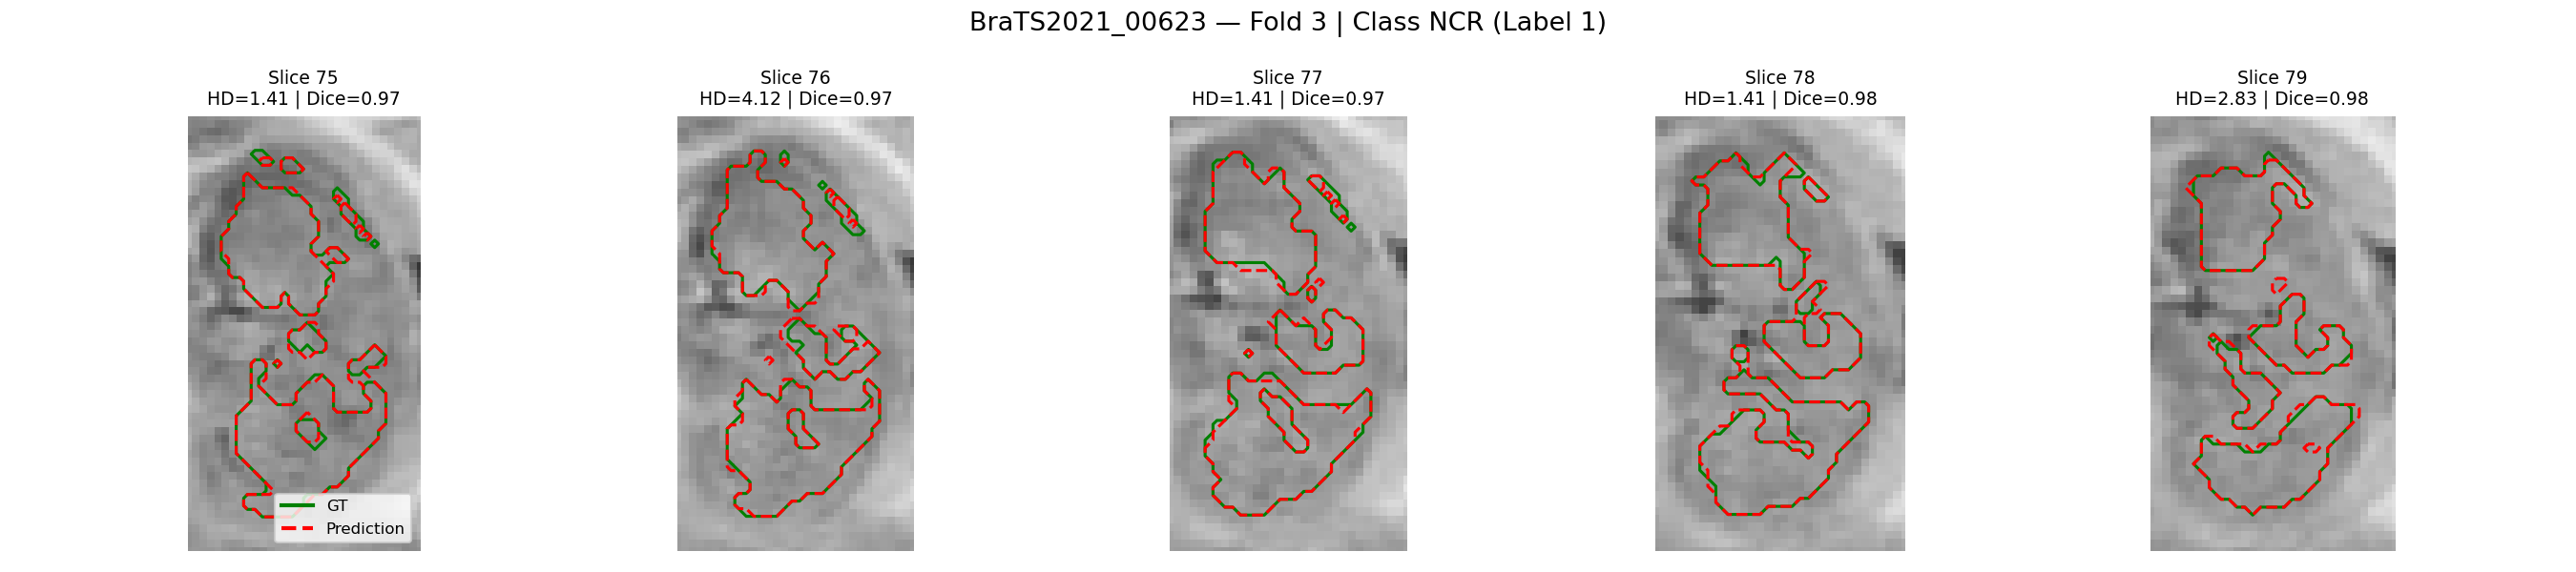 BraTS2021_00623 — Fold 3 | Class NCR (Label 1)
Slice 75
HD=1.41 | Dice=0.97
Slice 76
HD=4.12 | Dice=0.97
Slice 77
HD=1.41 | Dice=0.97
Slice 78
HD=1.41 | Dice=0.98
Slice 79
HD=2.83 | Dice=0.98
GT
Prediction